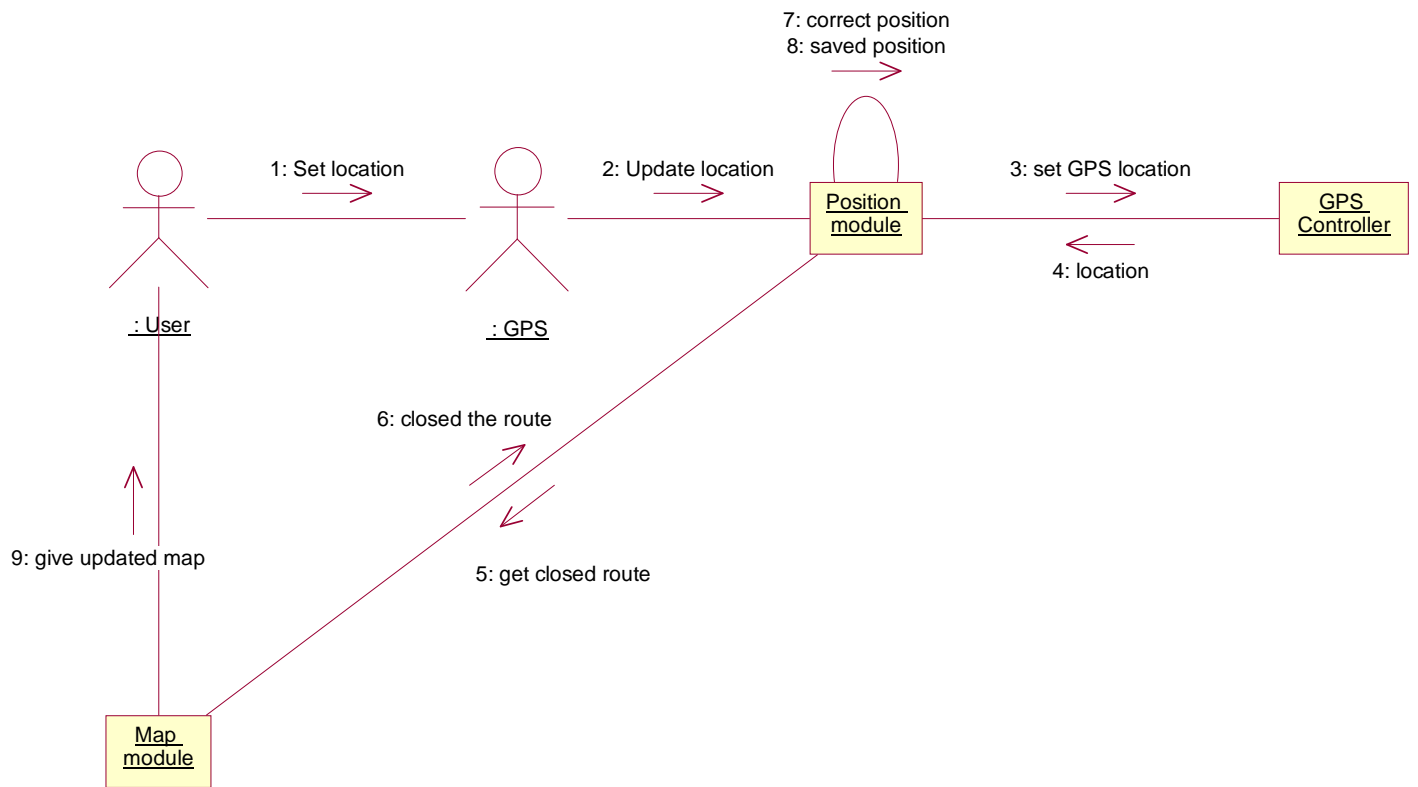 7: correct position
8: saved position
1: Set location
2: Update location
3: set GPS location
Position
module
GPS
Controller
4: location
: User
: GPS
6: closed the route
9: give updated map
5: get closed route
Map
module